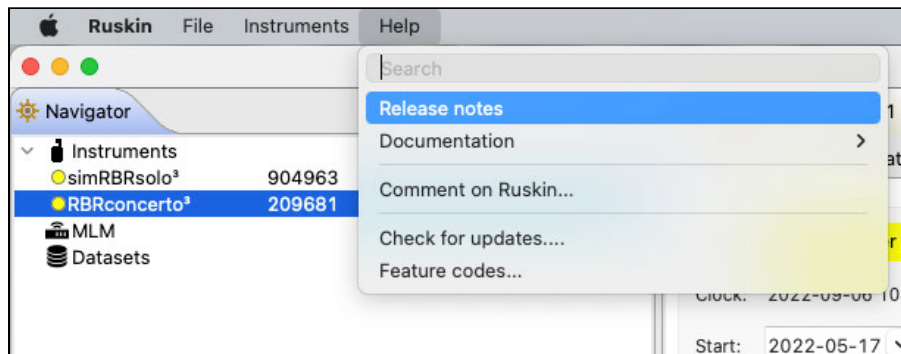 Ruskin File Instruments Help
Search
Navigator
Release notes
Documentation
Instruments
simRBRsolo³ 904963
Comment on Ruskin...
RBRconcerto³ 209681
MLM
Check for updates....
Datasets
Feature codes...
Clock: 2022-09-06 10
Start: 2022-05-17